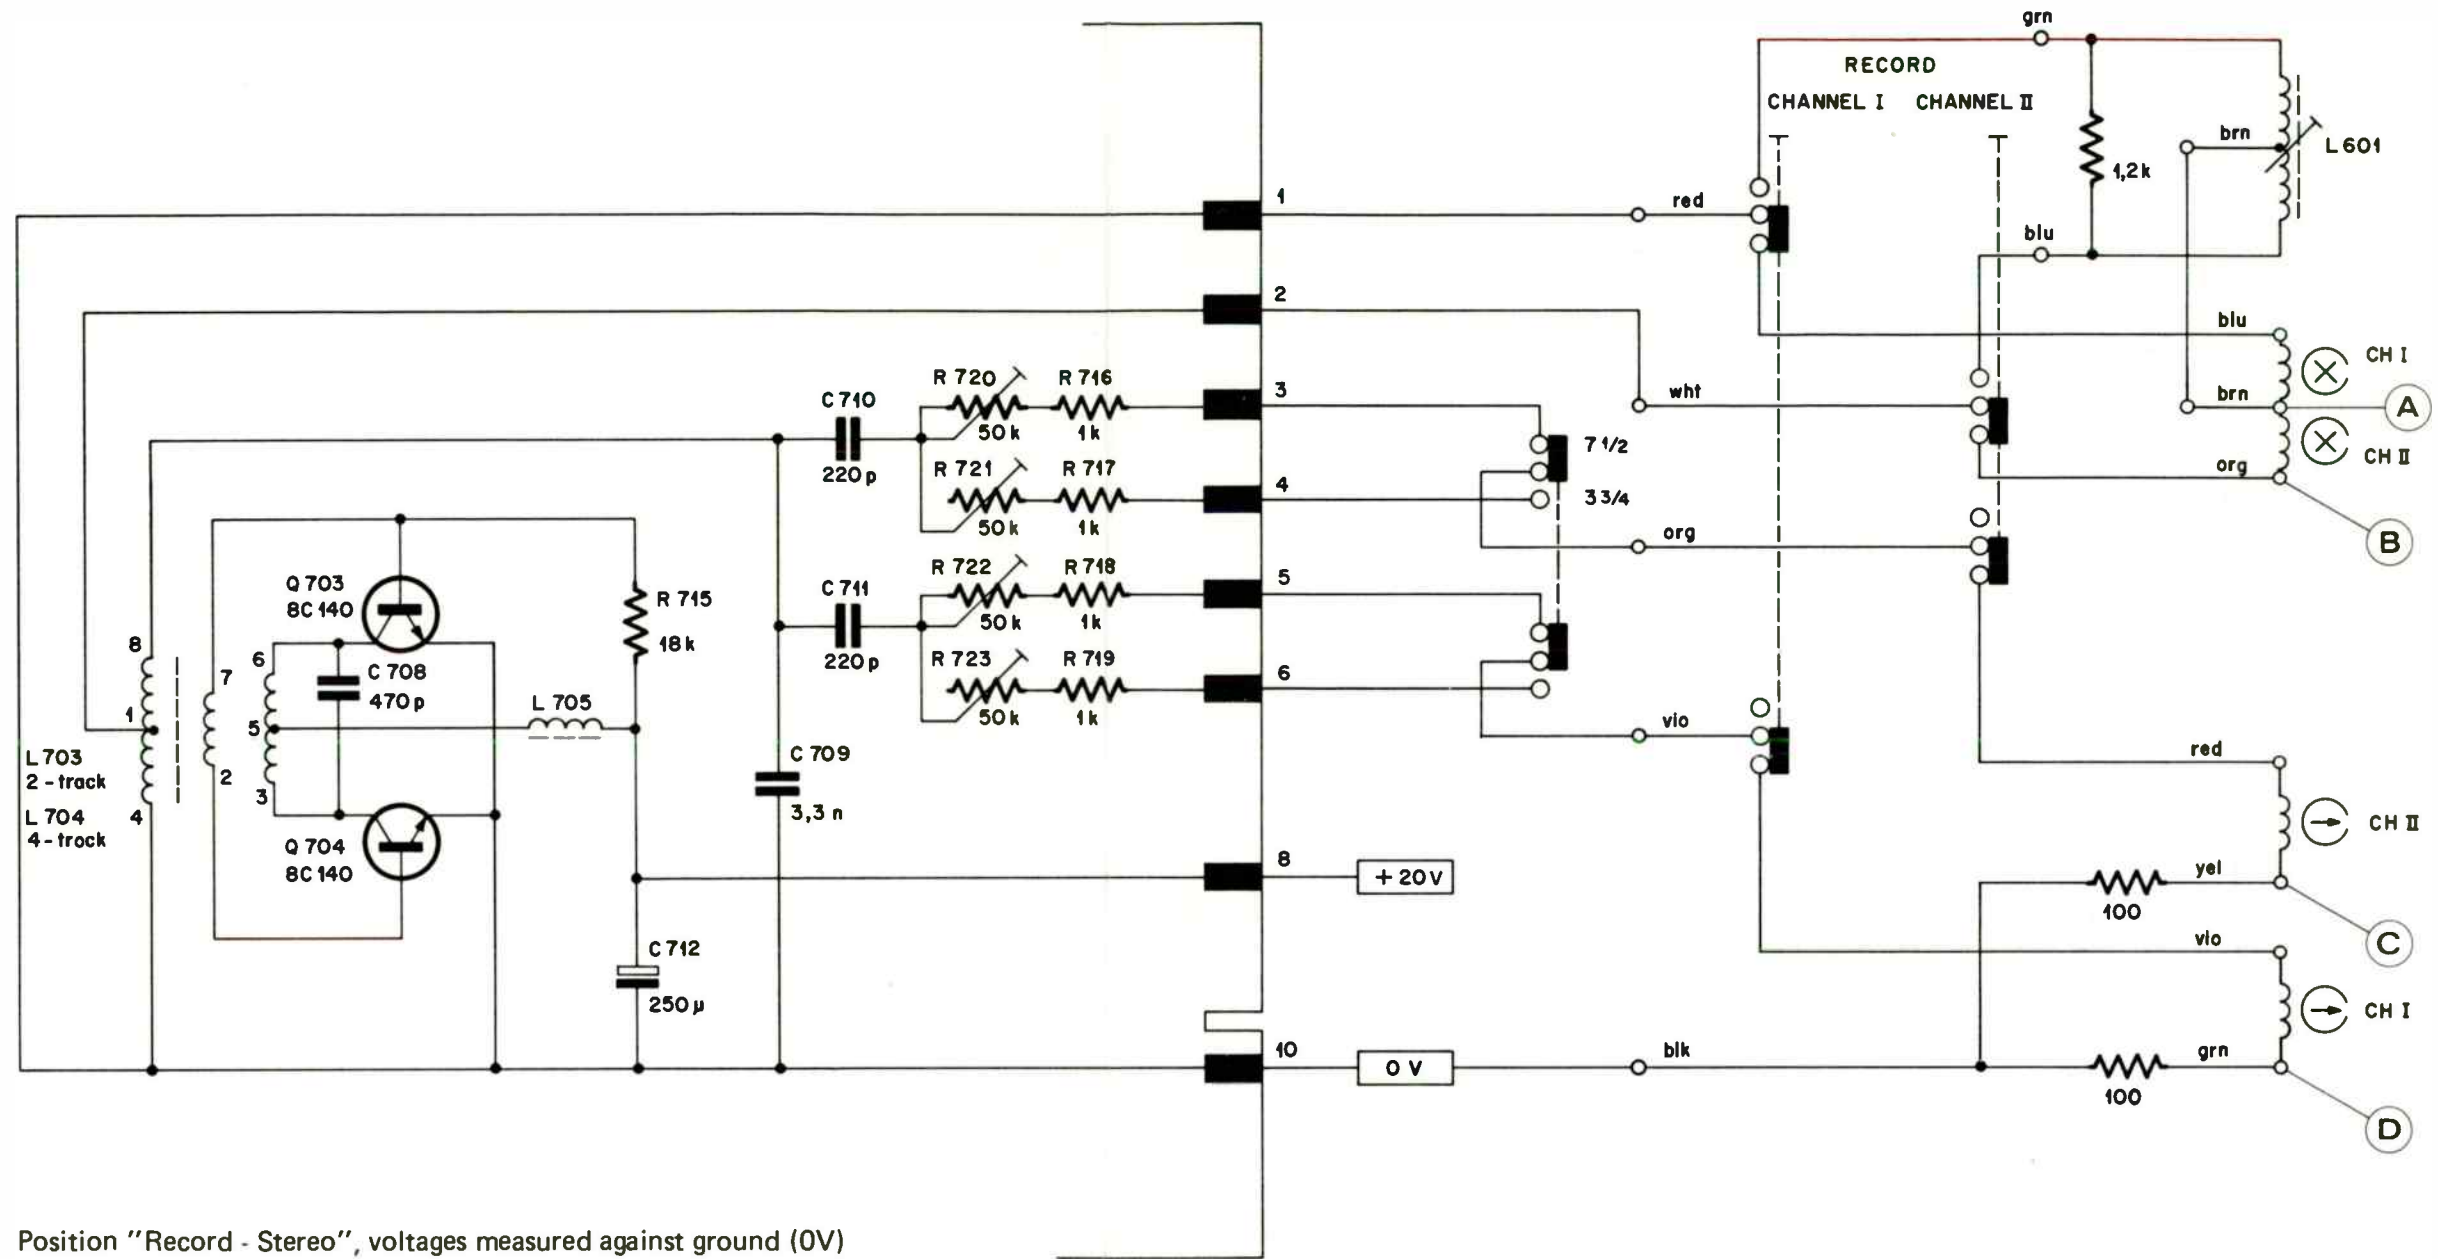 grn
RECORD
CHANNEL I CHANNEL II
brn
L 601
1,2 k
1
red
blu
2
blu
CH I
R 720
R 716
3
wht
brn
A
C 710
50 k
1 k
7 1/2
220 p
R 721
R 717
4
3 3/4
org
CH II
50 k
1 k
org
B
Q 703
8C 140
R 715
18 k
C 711
220 p
R 722
R 718
5
50 k
1 k
8
6
C 708
470 p
R 723
R 719
6
7
1
5
L 705
50 k
1 k
vio
L 703
2 - track
2
3
C 709
3,3 n
red
L 704
4 - trock
4
Q 704
8C 140
CH II
8
+ 20 V
yel
100
C
C 712
250 µ
vio
CH I
10
0 V
blk
grn
100
D
Position "Record - Stereo", voltages measured against ground (0V)